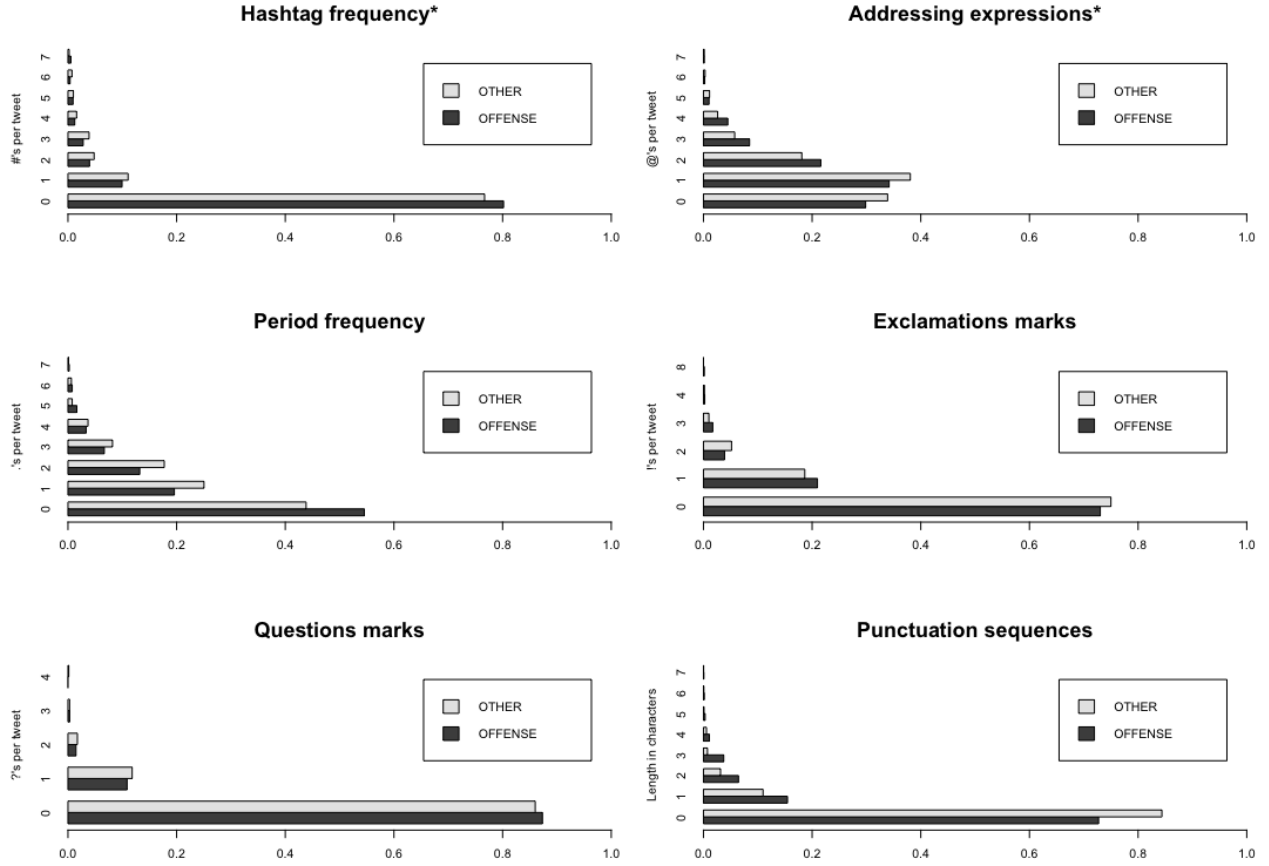 Hashtag frequency*
#'s per tweet
7
6
5
4
3
2
1
0
OTHER
OFFENSE
0.0 0.2 0.4 0.6 0.8 1.0
Addressing expressions*
@'s per tweet
7
6
5
4
3
2
1
0
OTHER
OFFENSE
0.0 0.2 0.4 0.6 0.8 1.0
Period frequency
.'s per tweet
7
6
5
4
3
2
1
0
OTHER
OFFENSE
0.0 0.2 0.4 0.6 0.8 1.0
Exclamations marks
!'s per tweet
8
4
3
2
1
0
OTHER
OFFENSE
0.0 0.2 0.4 0.6 0.8 1.0
Questions marks
?'s per tweet
4
3
2
1
0
OTHER
OFFENSE
0.0 0.2 0.4 0.6 0.8 1.0
Punctuation sequences
Length in characters
7
6
5
4
3
2
1
0
OTHER
OFFENSE
0.0 0.2 0.4 0.6 0.8 1.0